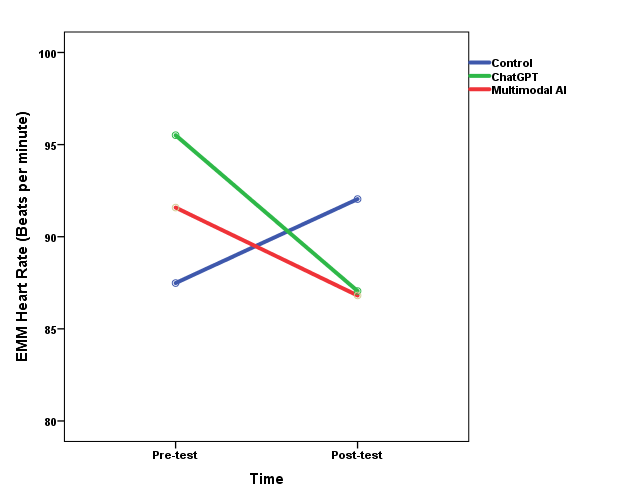 100
95
90
85
80
EMM Heart Rate (Beats per minute)
Pre-test
Post-test
Time
Control
ChatGPT
Multimodal AI